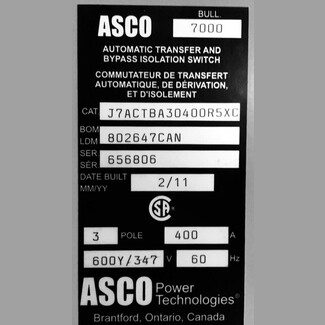 ASCO BULL. 7000
AUTOMATIC TRANSFER AND
BYPASS ISOLATION SWITCH
COMMUTATEUR DE TRANSFERT
AUTOMATIQUE, DE DÉRIVATION,
ET D'ISOLEMENT
CAT. J7ACTBA30400R5XC
BOM LDM 802647CAN
SER. SÉR. 656806
DATE BUILT MM/YY 2/11
SA
3 POLE 400 A
600Y/347 V 60 Hz
ASCO Power Technologies®
Brantford, Ontario, Canada